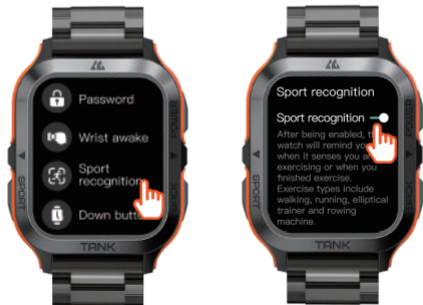 Password
Wrist awake
Sport
recognition
Down button
TANK
SPORT
POWER
Sport recognition
Sport recognition
After being enabled, the
watch will remind you
when it senses you are
exercising or when you
finished exercise.
Exercise types include
walking, running, elliptical
trainer and rowing
machine.
TANK
SPORT
POWER